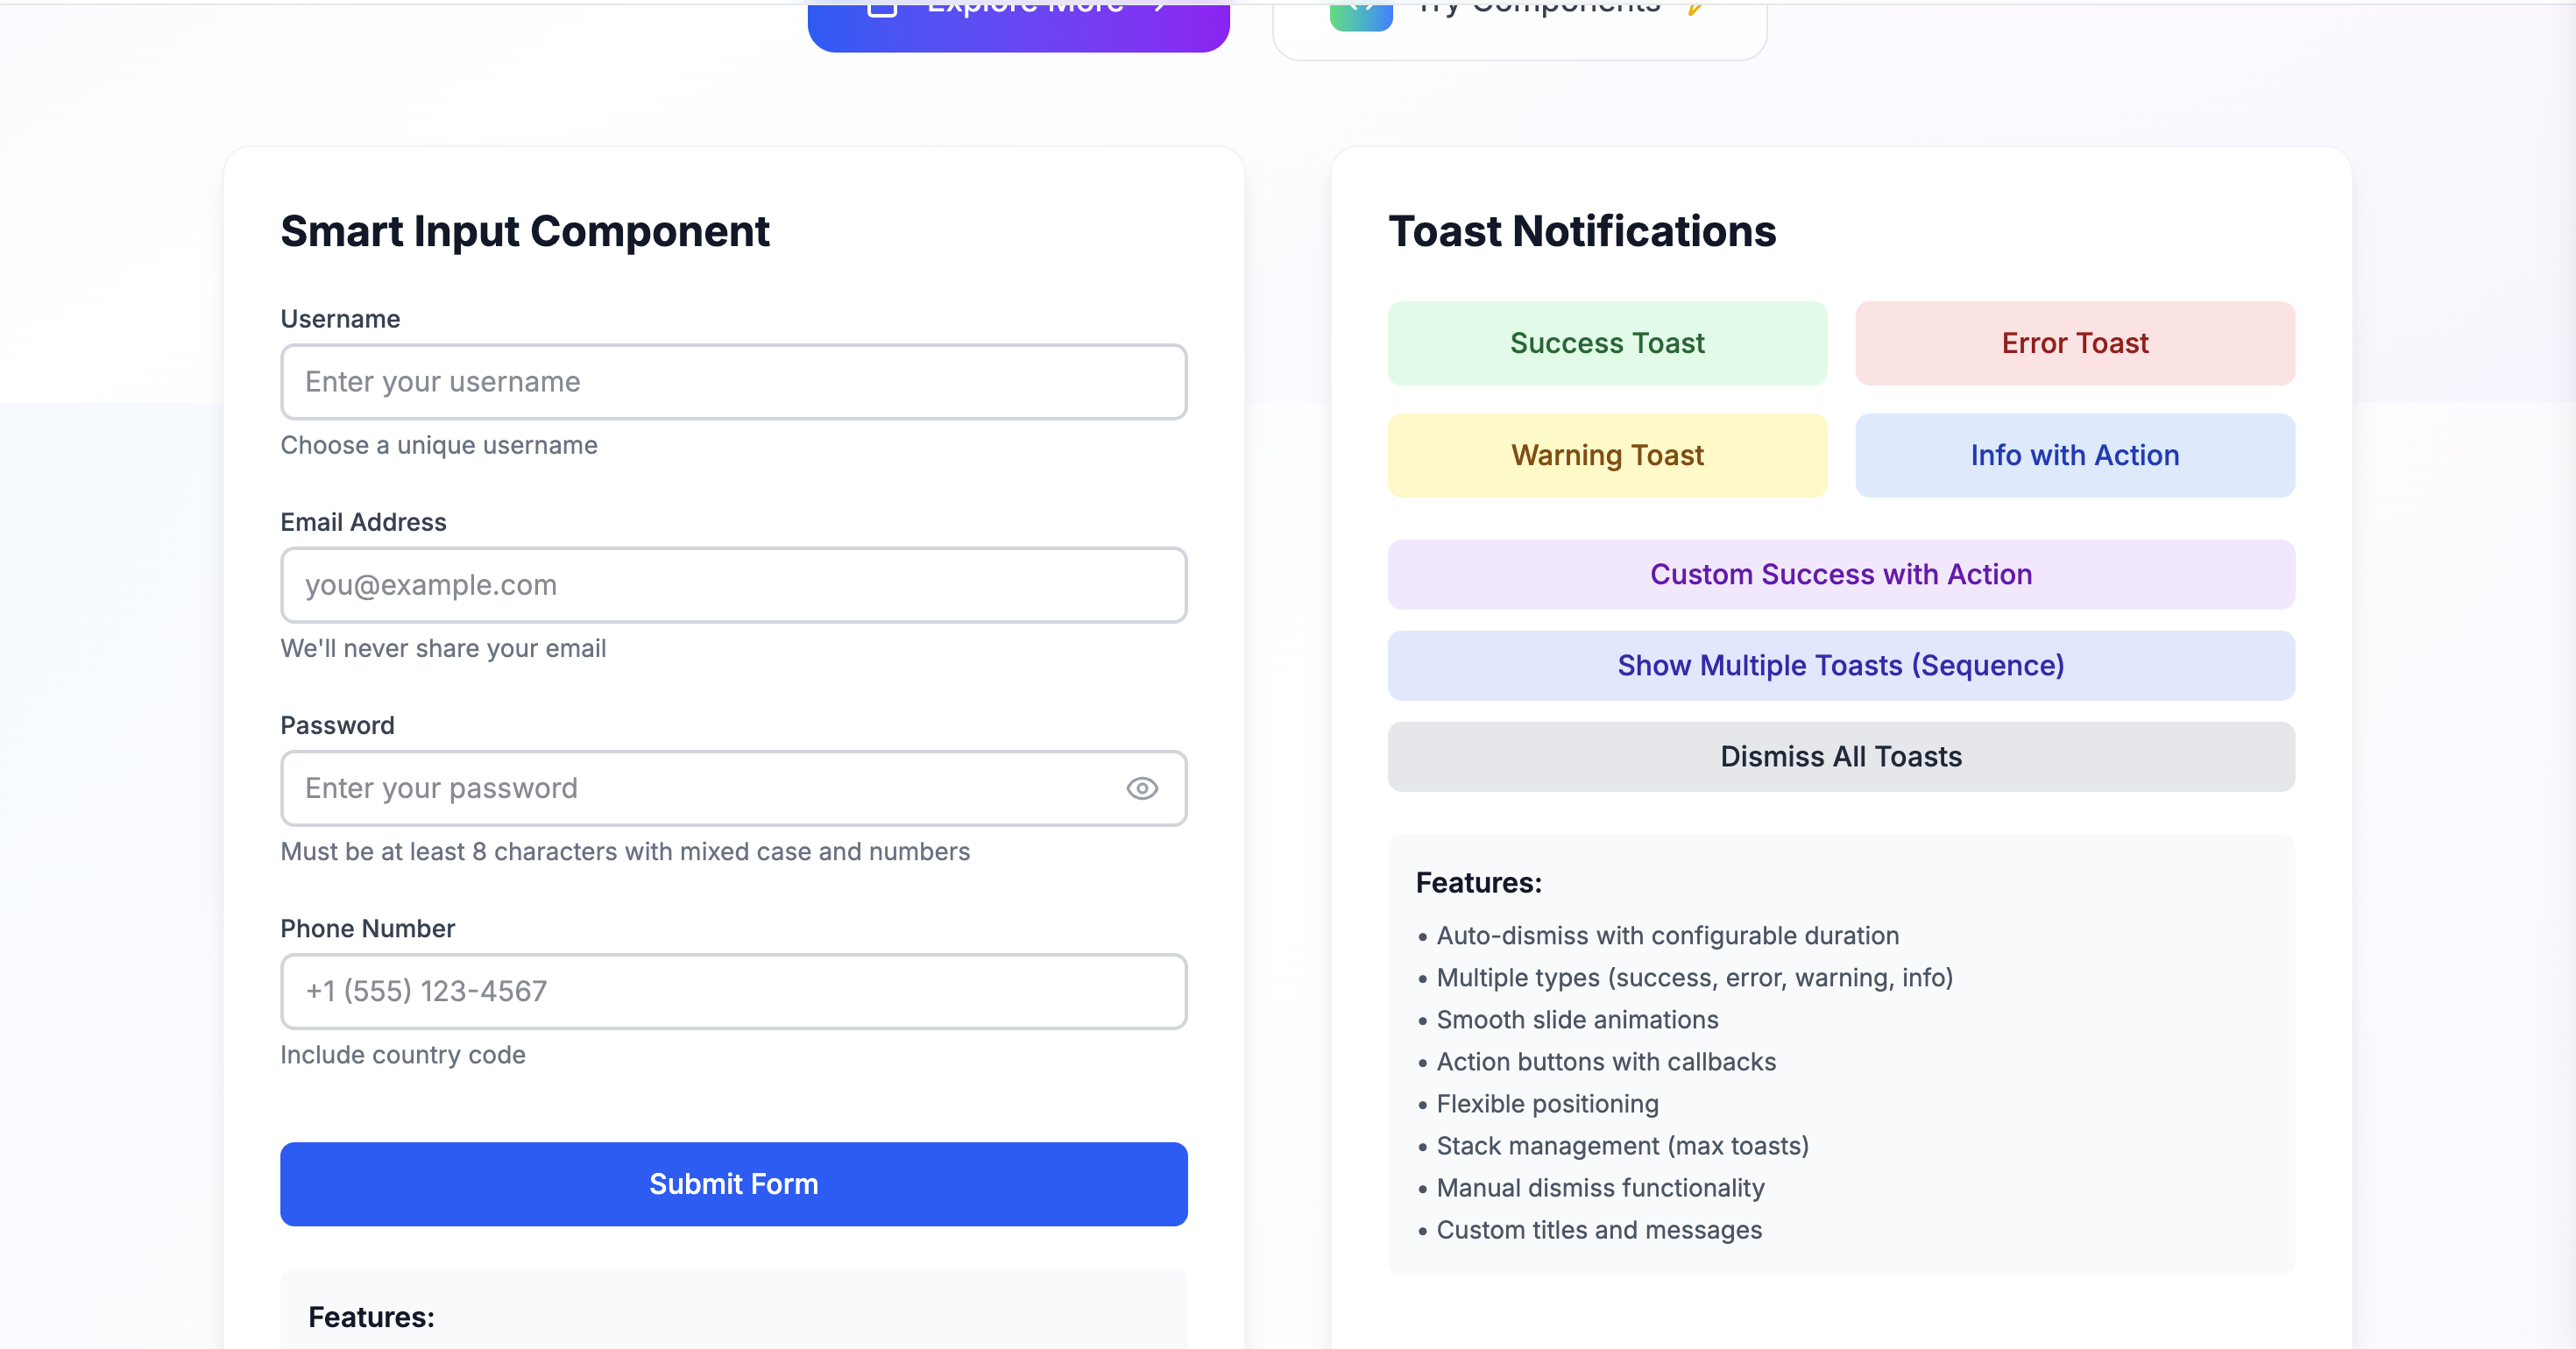 Explore More
Try Components
Smart Input Component
Username
Enter your username
Choose a unique username
Email Address
you@example.com
We'll never share your email
Password
Enter your password
Must be at least 8 characters with mixed case and numbers
Phone Number
+1 (555) 123-4567
Include country code
Submit Form
Features:
Toast Notifications
Success Toast
Error Toast
Warning Toast
Info with Action
Custom Success with Action
Show Multiple Toasts (Sequence)
Dismiss All Toasts
Features:
• Auto-dismiss with configurable duration
• Multiple types (success, error, warning, info)
• Smooth slide animations
• Action buttons with callbacks
• Flexible positioning
• Stack management (max toasts)
• Manual dismiss functionality
• Custom titles and messages